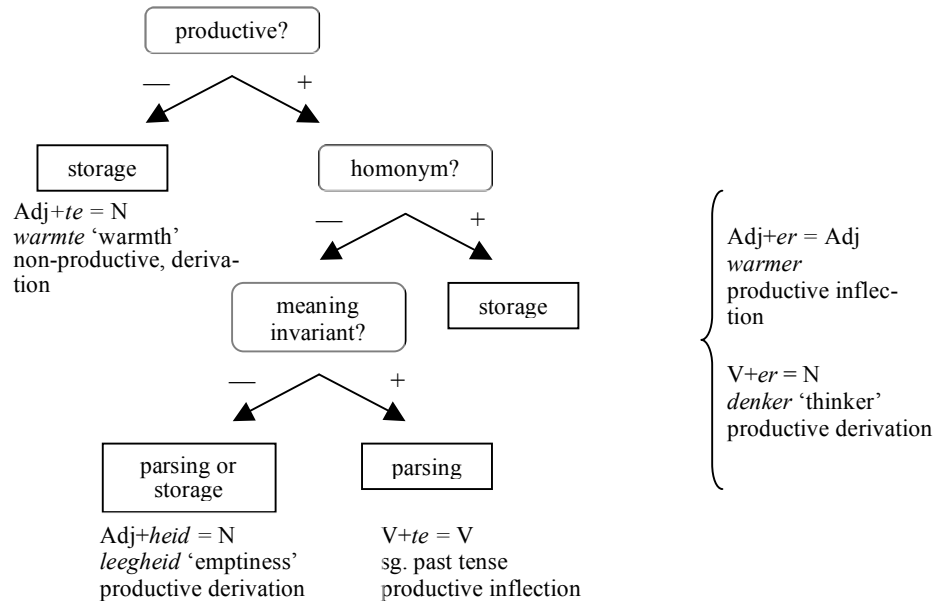 productive?
— +
storage
homonym?
Adj+te = N
warmte ‘warmth’
non-productive, deriva-
tion
— +
meaning
invariant?
storage
Adj+er = Adj
warmer
productive inflec-
tion
V+er = N
denker ‘thinker’
productive derivation
— +
parsing or
storage
parsing
Adj+heid = N
leegheid ‘emptiness’
productive derivation
V+te = V
sg. past tense
productive inflection